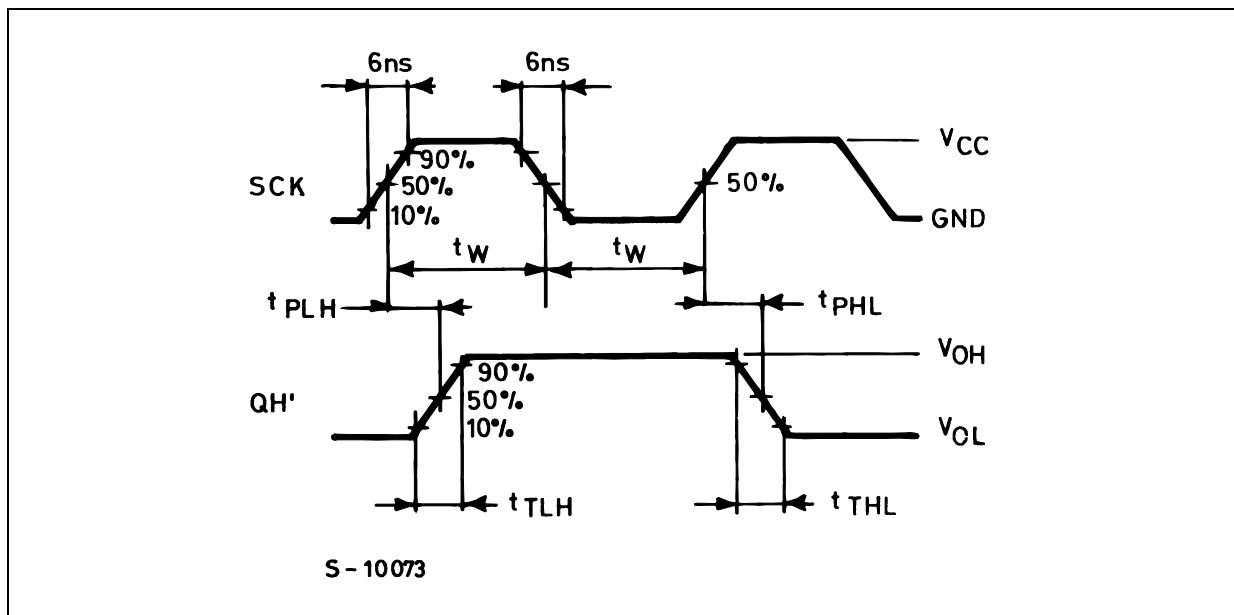 6ns 6ns
90%
VCC
SCK 50% 50%
10%
GND
tW tW
tPLH tPHL
VOH
90%
QH' 50%
10%
VOL
tTLH tTHL
S-10073